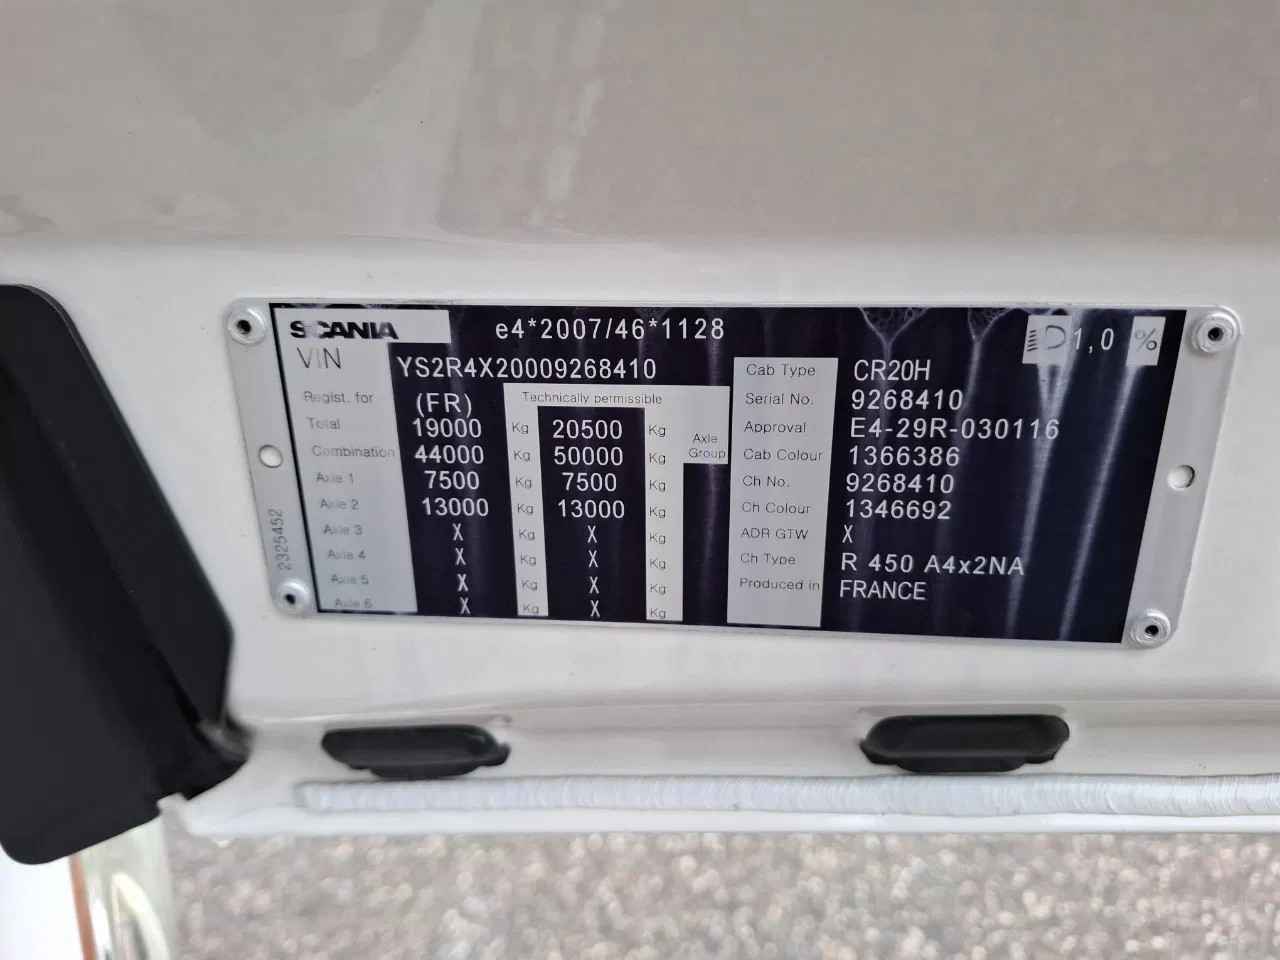 SCANIA e4*2007/46*1128 1,0 %
VIN YS2R4X20009268410
Regist. for (FR) Technically permissible
Total 19000 Kg 20500 Kg Axle Group
Combination 44000 Kg 50000 Kg
Axle 1 7500 Kg 7500 Kg
Axle 2 13000 Kg 13000 Kg
Axle 3 X Kg X Kg
Axle 4 X Kg X Kg
Axle 5 X Kg X Kg
Axle 6 X Kg X Kg
Cab Type CR20H
Serial No. 9268410
Approval E4-29R-030116
Cab Colour 1366386
Ch No. 9268410
Ch Colour 1346692
ADR GTW X
Ch Type R 450 A4x2NA
Produced in FRANCE
2325452